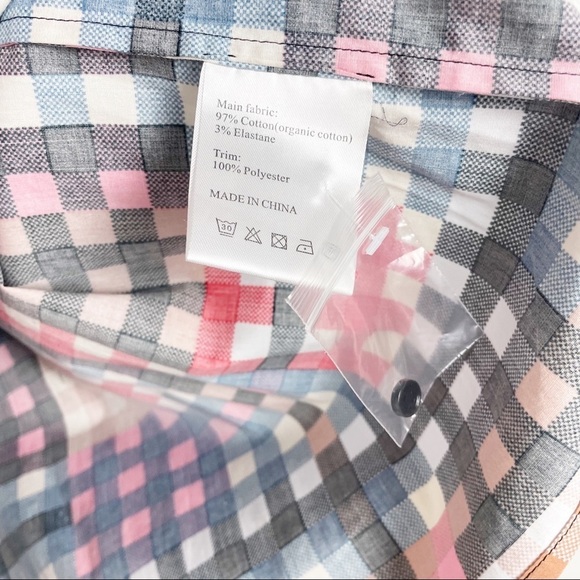 Main fabric:
97% Cotton(organic cotton)
3% Elastane
Trim:
100% Polyester
MADE IN CHINA
30